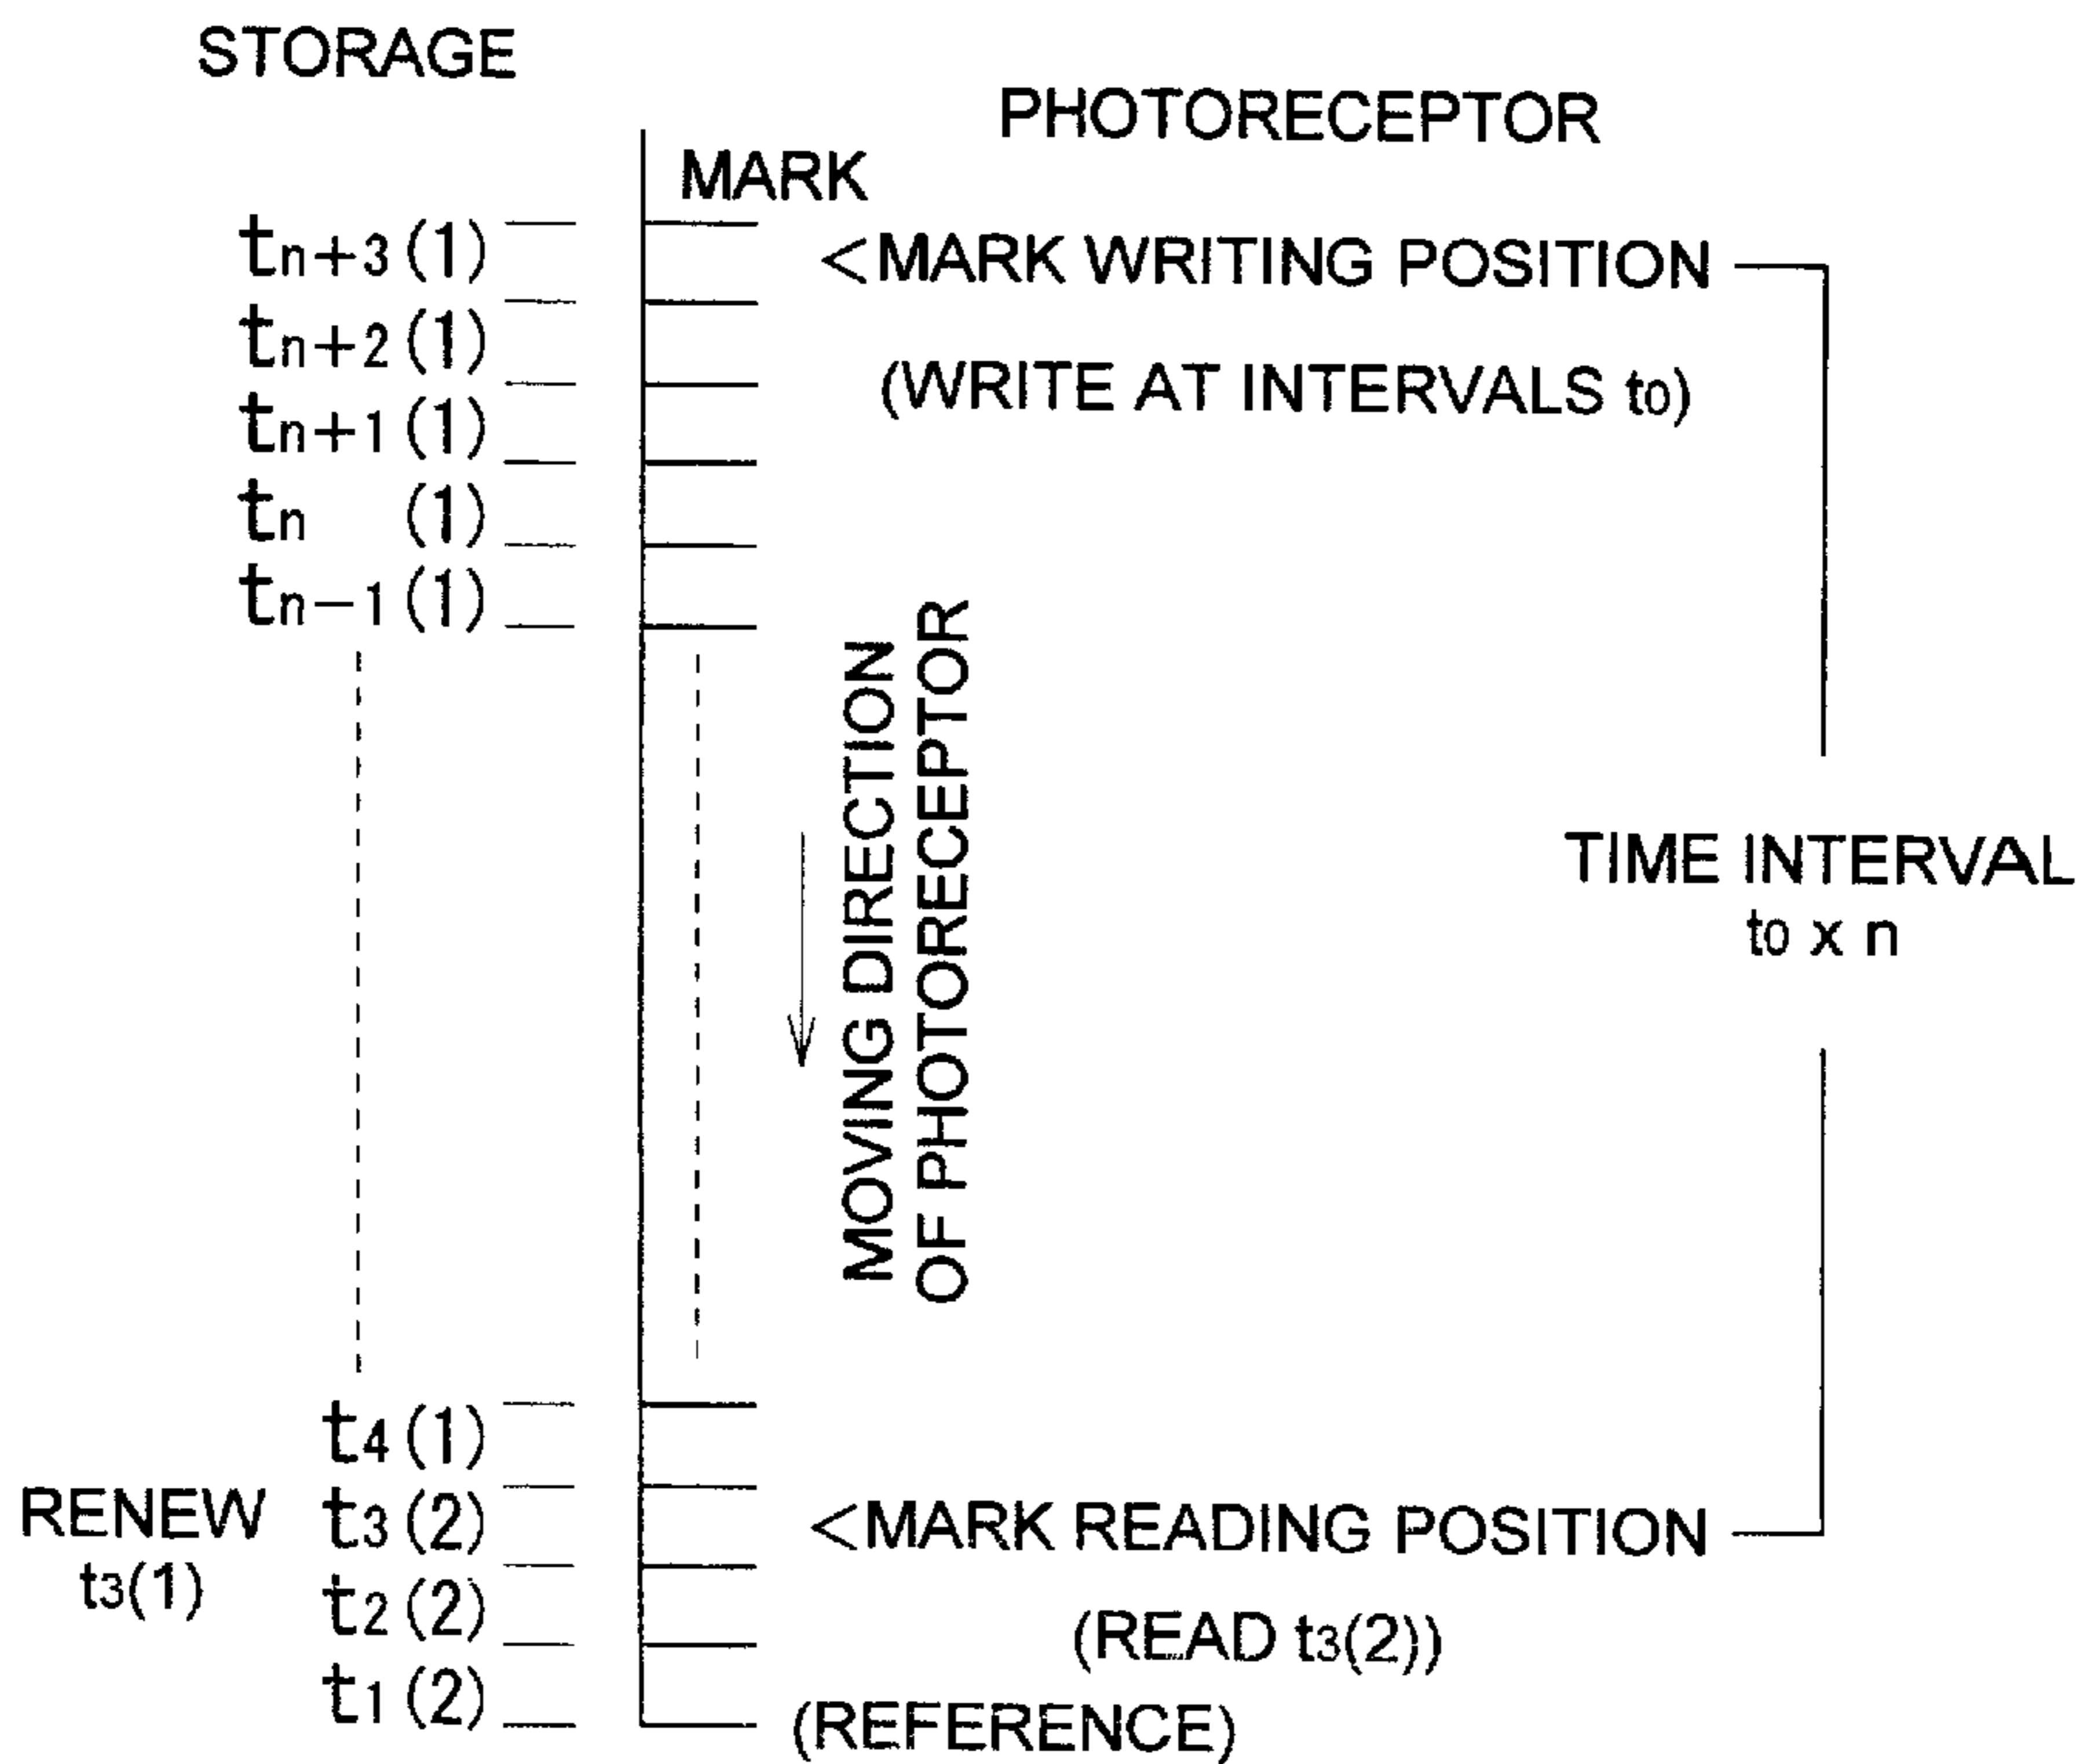 STORAGE
PHOTORECEPTOR
MARK
tn+3(1)
<MARK WRITING POSITION
tn+2(1)
(WRITE AT INTERVALS t0)
tn+1(1)
tn (1)
tn-1(1)
MOVING DIRECTION
OF PHOTORECEPTOR
TIME INTERVAL
t0 x n
t4(1)
RENEW
t3(1)
t3(2)
<MARK READING POSITION
t2(2)
(READ t3(2))
t1(2)
(REFERENCE)